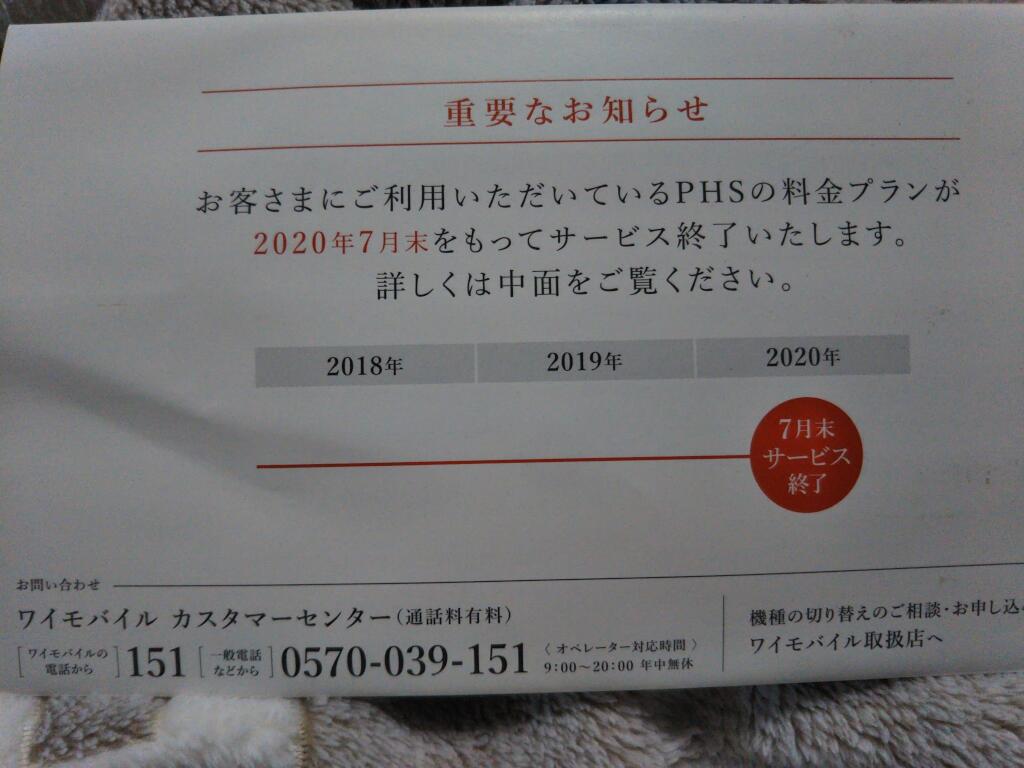 重要なお知らせ
お客さまにご利用いただいているPHSの料金プランが
2020年7月末をもってサービス終了いたします。
詳しくは中面をご覧ください。
2018年 2019年 2020年
7月末
サービス
終了
お問い合わせ
ワイモバイル カスタマーセンター(通話料有料)
[ワイモバイルの電話から] 151 [一般電話などから] 0570-039-151 〈オペレーター対応時間〉
9:00〜20:00 年中無休
機種の切り替えのご相談・お申し込
ワイモバイル取扱店へ